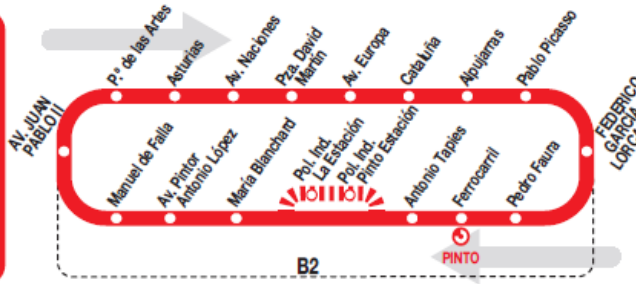 P.º de las Artes
Asturias
Av. Naciones
Pza. David
Martín
Av. Europa
Cataluña
Alpujarras
Pablo Picasso
AV. JUAN
PABLO II
FEDERICO
GARCÍA
LORCA
Manuel de Falla
Av. Pintor
Antonio López
María Blanchard
Pol. Ind.
La Estación
Pol. Ind.
Pinto Estación
Antonio Tapies
Ferrocarril
Pedro Faura
PINTO
B2